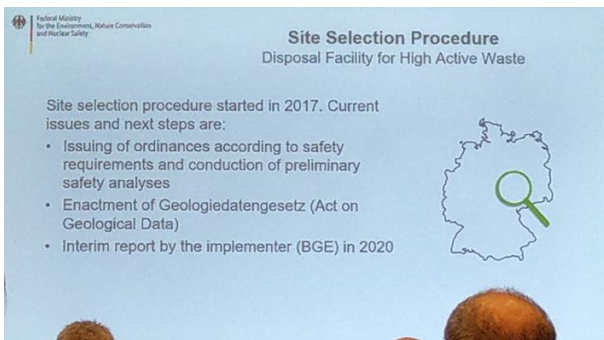 Federal Ministry
for the Environment, Nature Conservation
and Nuclear Safety
Site Selection Procedure
Disposal Facility for High Active Waste
Site selection procedure started in 2017. Current
issues and next steps are:
• Issuing of ordinances according to safety
requirements and conduction of preliminary
safety analyses
• Enactment of Geologiedatengesetz (Act on
Geological Data)
• Interim report by the implementer (BGE) in 2020